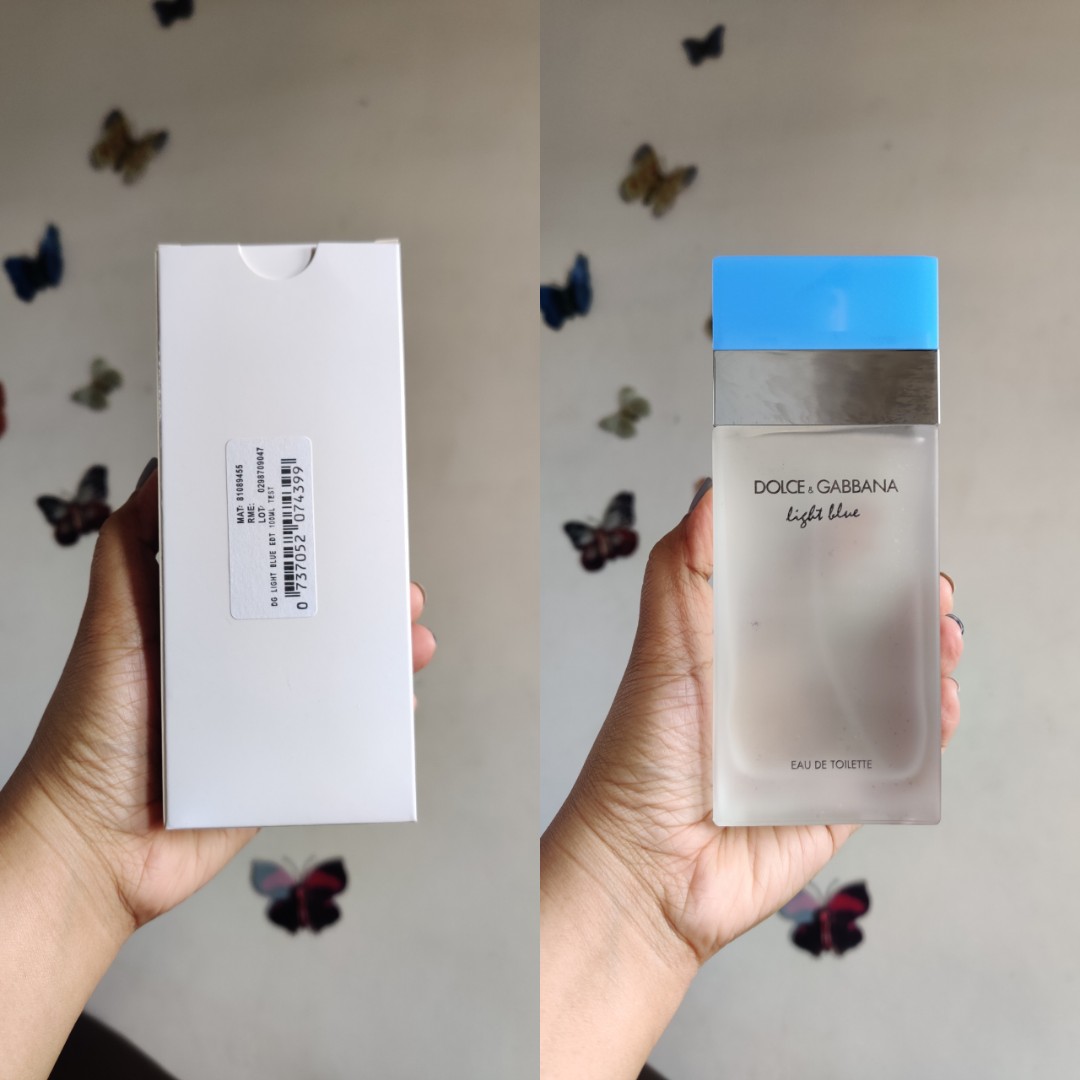 MAT: 81089455
RME:
LOT: 0298709047
DG LIGHT BLUE EDT 100ML TEST
0 737052 074399
DOLCE & GABBANA
light blue
EAU DE TOILETTE